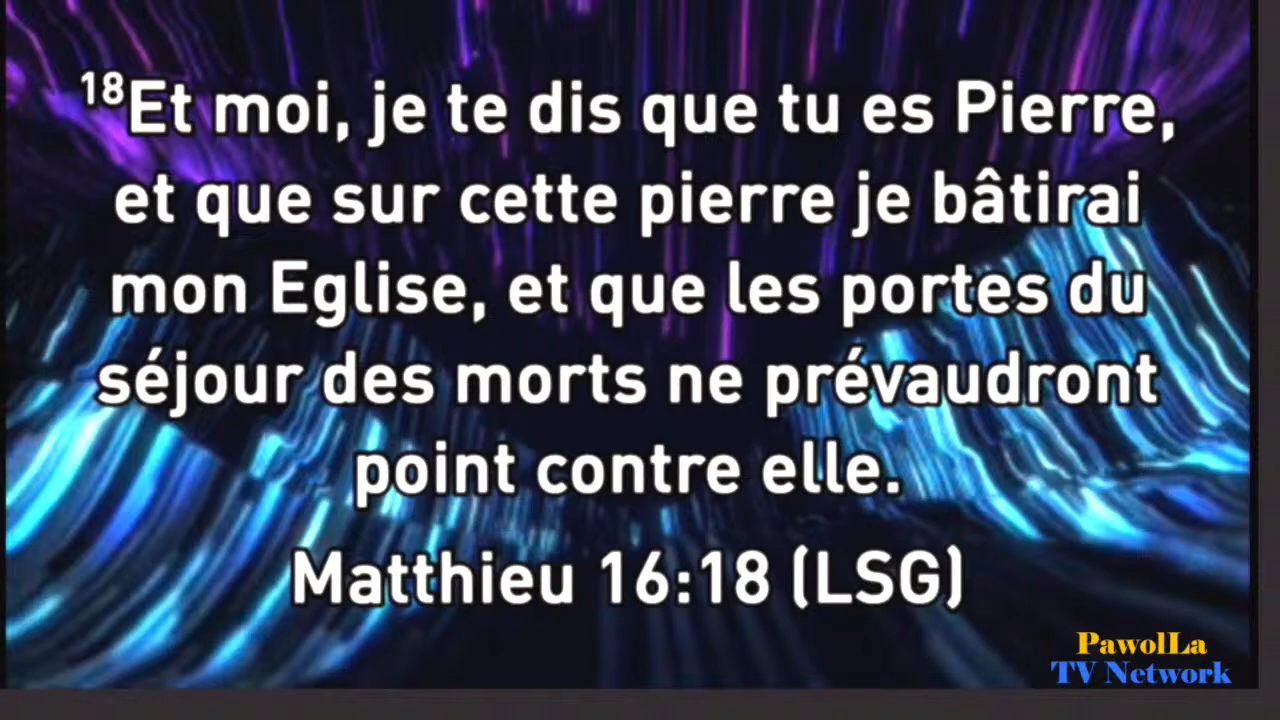 18Et moi, je te dis que tu es Pierre,
et que sur cette pierre je bâtirai
mon Eglise, et que les portes du
séjour des morts ne prévaudront
point contre elle.
Matthieu 16:18 (LSG)
PawolLa
TV Network